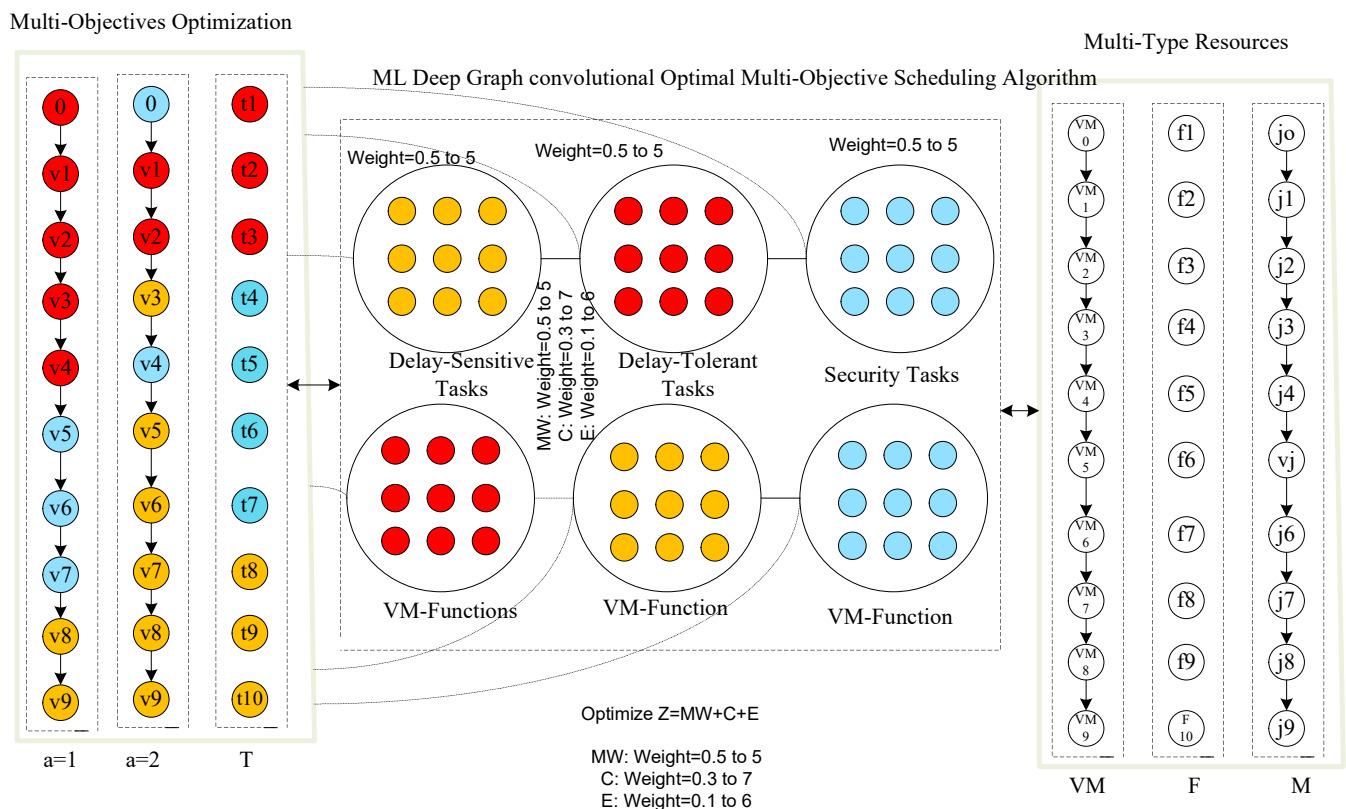 Multi-Objectives Optimization
0
v1
v2
v3
v4
v5
v6
v7
v8
v9
a=1
0
v1
v2
v3
v4
v5
v6
v7
v8
v9
a=2
t1
t2
t3
t4
t5
t6
t7
t8
t9
t10
T
ML Deep Graph convolutional Optimal Multi-Objective Scheduling Algorithm
Weight=0.5 to 5
Weight=0.5 to 5
Weight=0.5 to 5
Delay-Sensitive
Tasks
Delay-Tolerant
Tasks
Security Tasks
MW: Weight=0.5 to 5
C: Weight=0.3 to 7
E: Weight=0.1 to 6
VM-Functions
VM-Function
VM-Function
Optimize Z=MW+C+E
MW: Weight=0.5 to 5
C: Weight=0.3 to 7
E: Weight=0.1 to 6
Multi-Type Resources
VM
0
VM
1
VM
2
VM
3
VM
4
VM
5
VM
6
VM
7
VM
8
VM
9
VM
f1
f2
f3
f4
f5
f6
f7
f8
f9
F
10
F
jo
j1
j2
j3
j4
vj
j6
j7
j8
j9
M